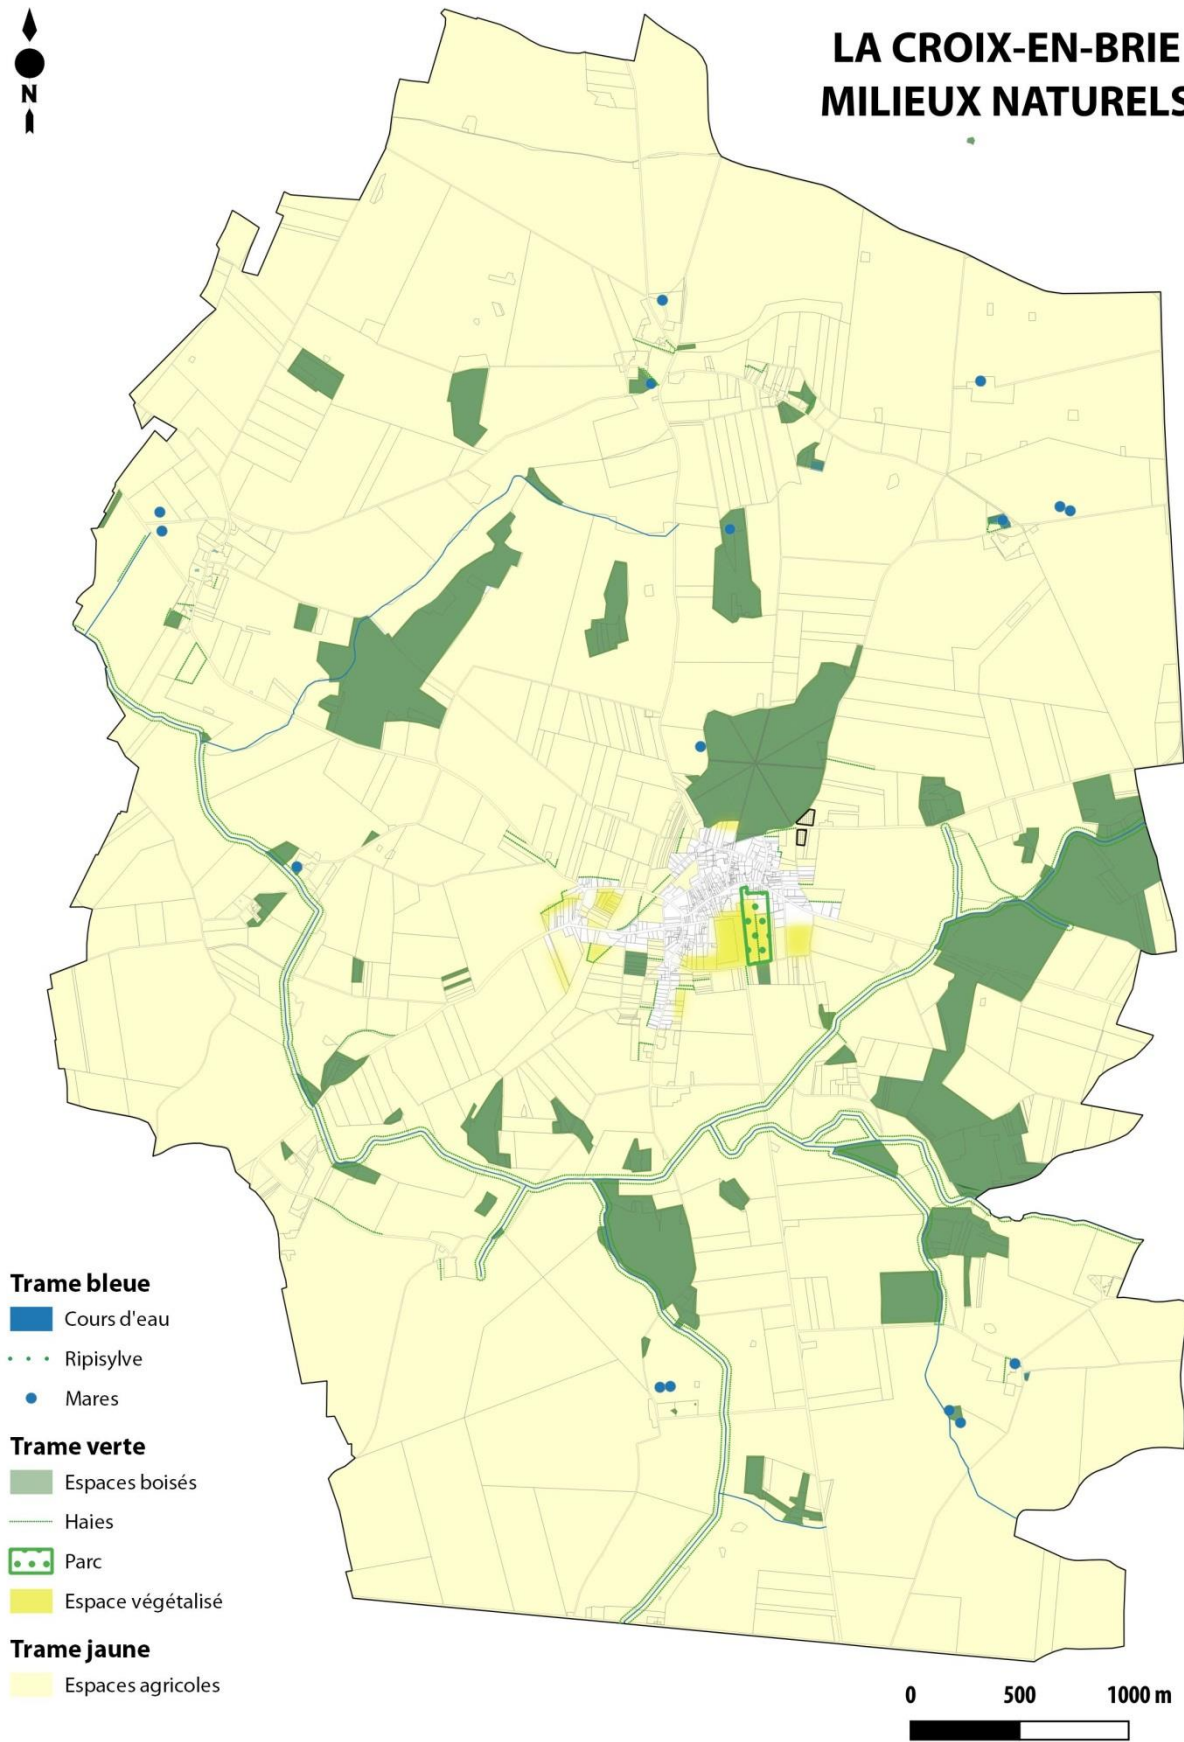 LA CROIX-EN-BRIE
MILIEUX NATURELS
N
Trame bleue
Cours d'eau
Ripisylve
Mares
Trame verte
Espaces boisés
Haies
Parc
Espace végétalisé
Trame jaune
Espaces agricoles
0 500 1000 m